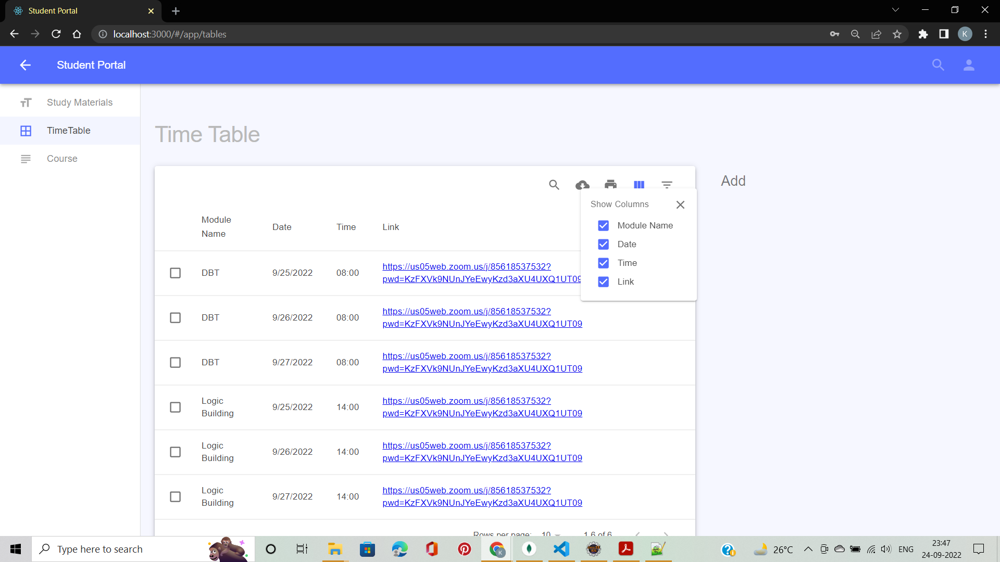 Student Portal
localhost:3000/#/app/tables
K
Student Portal
Study Materials
TimeTable
Course
Time Table
Add
Show Columns
Module Name
Date
Time
Link
Module
Name
Date
Time
Link
DBT
9/25/2022
08:00
https://us05web.zoom.us/j/85618537532?
pwd=KzFXVk9NUnJYeEwyKzd3aXU4UXQ1UT09
DBT
9/26/2022
08:00
https://us05web.zoom.us/j/85618537532?
pwd=KzFXVk9NUnJYeEwyKzd3aXU4UXQ1UT09
DBT
9/27/2022
08:00
https://us05web.zoom.us/j/85618537532?
pwd=KzFXVk9NUnJYeEwyKzd3aXU4UXQ1UT09
Logic
Building
9/25/2022
14:00
https://us05web.zoom.us/j/85618537532?
pwd=KzFXVk9NUnJYeEwyKzd3aXU4UXQ1UT09
Logic
Building
9/26/2022
14:00
https://us05web.zoom.us/j/85618537532?
pwd=KzFXVk9NUnJYeEwyKzd3aXU4UXQ1UT09
Logic
Building
9/27/2022
14:00
https://us05web.zoom.us/j/85618537532?
pwd=KzFXVk9NUnJYeEwyKzd3aXU4UXQ1UT09
Rows per page: 10
1-6 of 6
Type here to search
26°C
ENG
23:47
24-09-2022